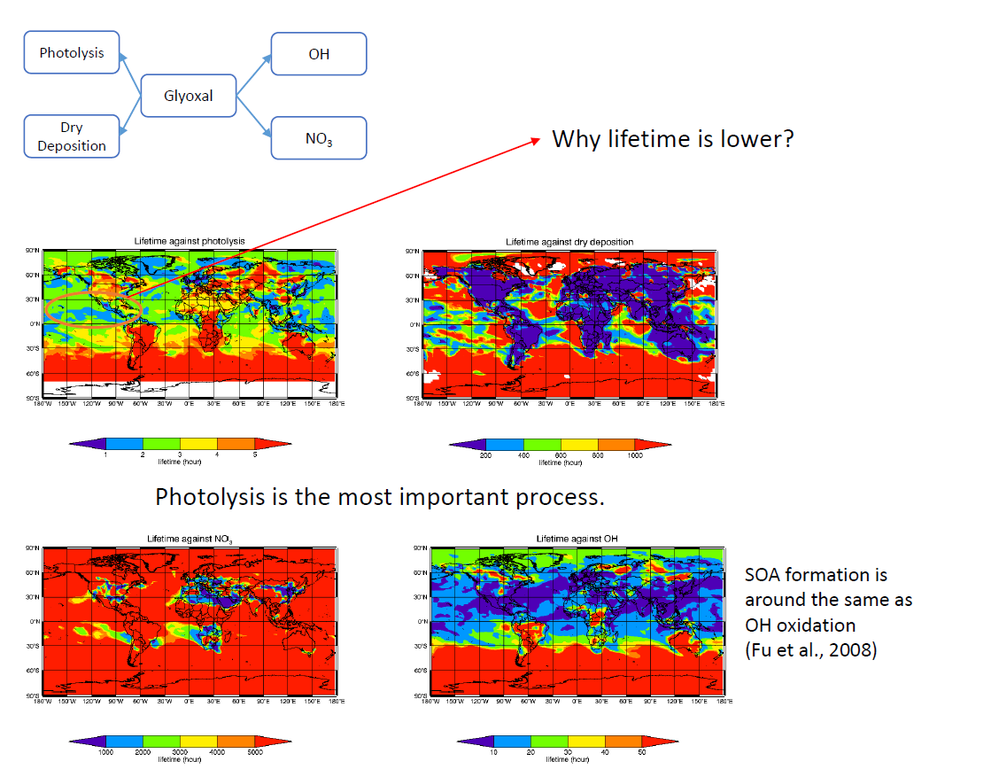 Photolysis
OH
Glyoxal
Dry
Deposition
NO₃
Why lifetime is lower?
Lifetime against photolysis
90°N
60°N
30°N
0°N
30°S
60°S
90°S
180°W 150°W 120°W 90°W 60°W 30°W 0°E 30°E 60°E 90°E 120°E 150°E 180°E
1 2 3 4 5
lifetime (hour)
Lifetime against dry deposition
90°N
60°N
30°N
0°N
30°S
60°S
90°S
180°W 150°W 120°W 90°W 60°W 30°W 0°E 30°E 60°E 90°E 120°E 150°E 180°E
200 400 600 800 1000
lifetime (hour)
Photolysis is the most important process.
Lifetime against NO₃
90°N
60°N
30°N
0°N
30°S
60°S
90°S
180°W 150°W 120°W 90°W 60°W 30°W 0°E 30°E 60°E 90°E 120°E 150°E 180°E
1000 2000 3000 4000 5000
lifetime (hour)
Lifetime against OH
90°N
60°N
30°N
0°N
30°S
60°S
90°S
180°W 150°W 120°W 90°W 60°W 30°W 0°E 30°E 60°E 90°E 120°E 150°E 180°E
10 20 30 40 50
lifetime (hour)
SOA formation is
around the same as
OH oxidation
(Fu et al., 2008)